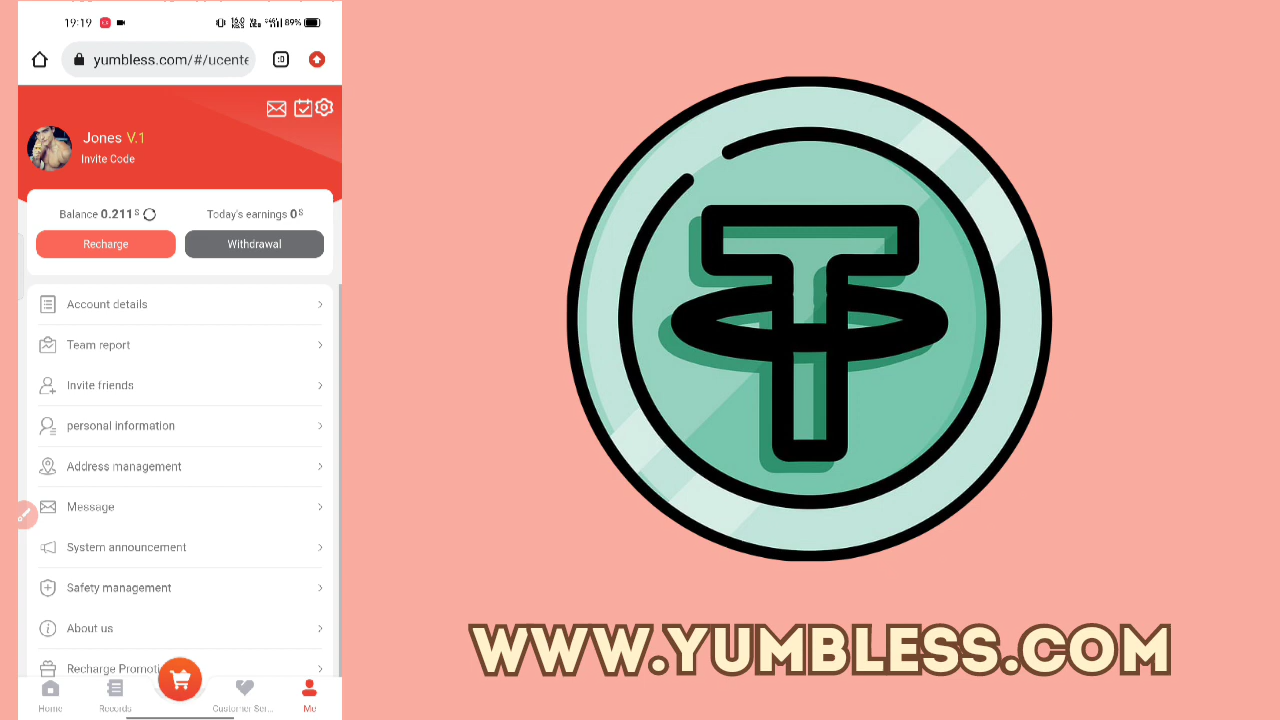 19:19
89%
yumbless.com/#/ucente
Jones V.1
Invite Code
Balance 0.211$
Today's earnings 0$
Recharge
Withdrawal
Account details
Team report
Invite friends
personal information
Address management
Message
System announcement
Safety management
About us
Recharge Promoti
Home
Records
Customer Ser...
Me
WWW.YUMBLESS.COM